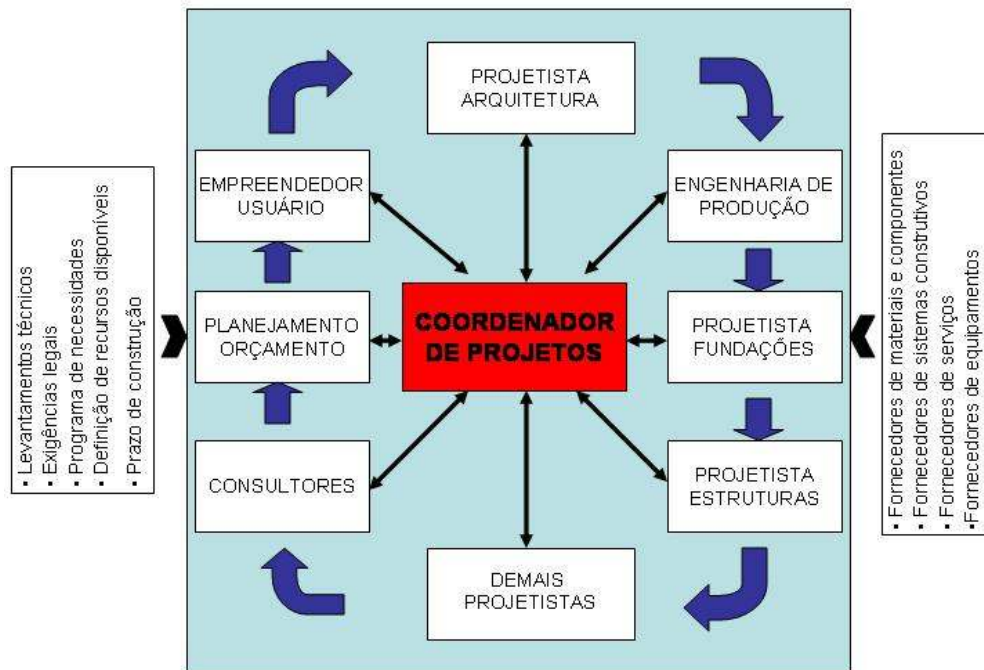 PROJETISTA
ARQUITETURA
EMPREENDEDOR
USUÁRIO
ENGENHARIA DE
PRODUÇÃO
PLANEJAMENTO
ORÇAMENTO
COORDENADOR
DE PROJETOS
PROJETISTA
FUNDAÇÕES
CONSULTORES
PROJETISTA
ESTRUTURAS
DEMAIS
PROJETISTAS
▪ Levantamentos técnicos
▪ Exigências legais
▪ Programa de necessidades
▪ Definição de recursos disponíveis
▪ Prazo de construção
▪ Fornecedores de materiais e componentes
▪ Fornecedores de sistemas construtivos
▪ Fornecedores de serviços
▪Fornecedores de equipamentos